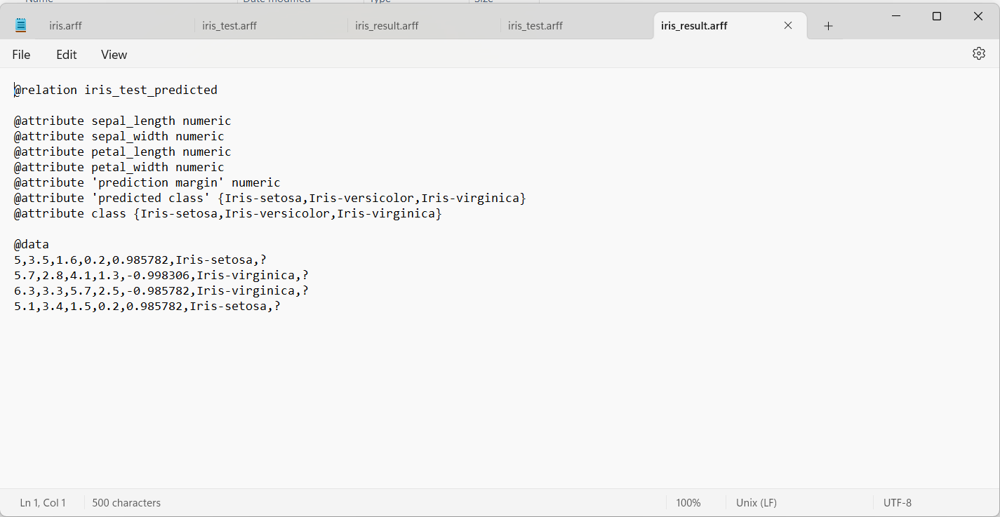 Name Date modified Type Size
iris.arff iris_test.arff iris_result.arff iris_test.arff iris_result.arff
File Edit View
@relation iris_test_predicted
@attribute sepal_length numeric
@attribute sepal_width numeric
@attribute petal_length numeric
@attribute petal_width numeric
@attribute 'prediction margin' numeric
@attribute 'predicted class' {Iris-setosa,Iris-versicolor,Iris-virginica}
@attribute class {Iris-setosa,Iris-versicolor,Iris-virginica}
@data
5,3.5,1.6,0.2,0.985782,Iris-setosa,?
5.7,2.8,4.1,1.3,-0.998306,Iris-virginica,?
6.3,3.3,5.7,2.5,-0.985782,Iris-virginica,?
5.1,3.4,1.5,0.2,0.985782,Iris-setosa,?
Ln 1, Col 1 500 characters 100% Unix (LF) UTF-8